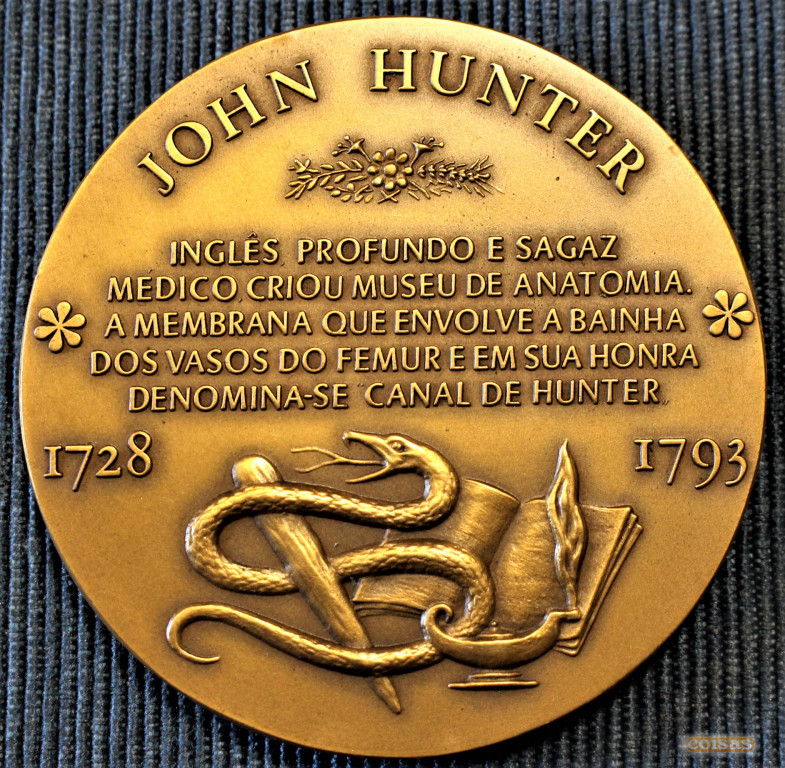 JOHN HUNTER
INGLÊS, PROFUNDO E SAGAZ
MEDICO, CRIOU MUSEU DE ANATOMIA.
A MEMBRANA QUE ENVOLVE A BAINHA
DOS VASOS DO FEMUR E EM SUA HONRA
DENOMINA-SE "CANAL DE HUNTER"
1728
1793
coisas